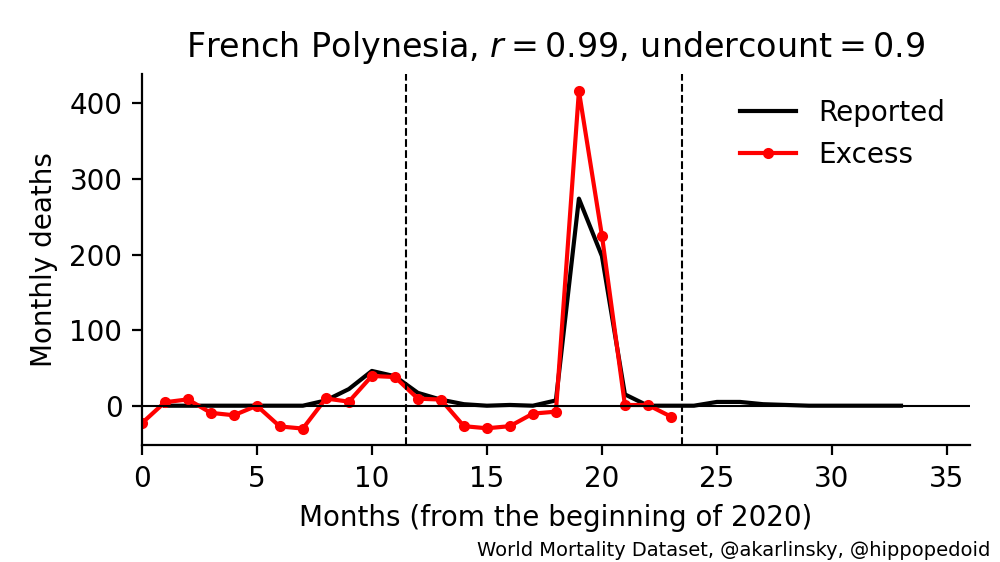 French Polynesia, r = 0.99, undercount = 0.9
Monthly deaths
400
300
200
100
0
Reported
Excess
0 5 10 15 20 25 30 35
Months (from the beginning of 2020)
World Mortality Dataset, @akarlinsky, @hippopedoid